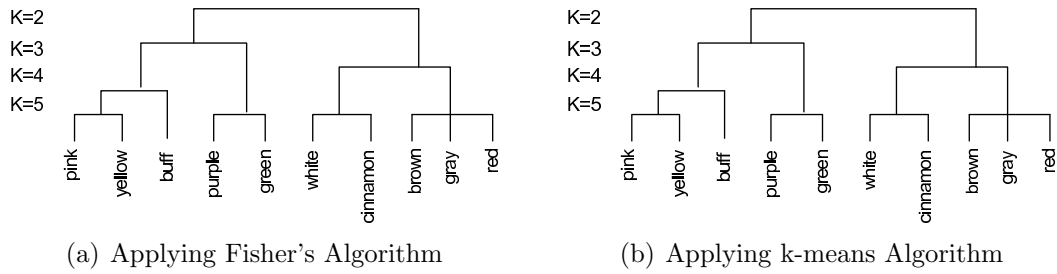 K=2
K=3
K=4
K=5
pink
yellow
buff
purple
green
white
cinnamon
brown
gray
red
(a) Applying Fisher's Algorithm
K=2
K=3
K=4
K=5
pink
yellow
buff
purple
green
white
cinnamon
brown
gray
red
(b) Applying k-means Algorithm